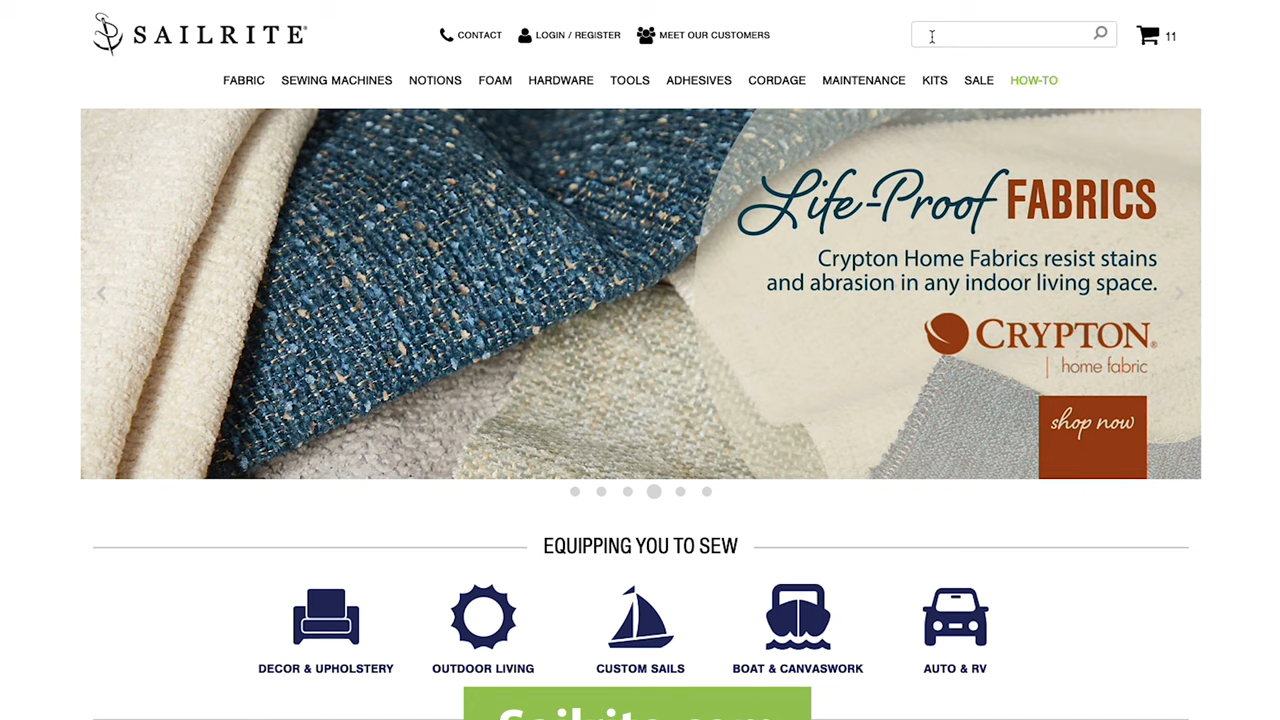 SAILRITE®
CONTACT
LOGIN / REGISTER
MEET OUR CUSTOMERS
11
FABRIC SEWING MACHINES NOTIONS FOAM HARDWARE TOOLS ADHESIVES CORDAGE MAINTENANCE KITS SALE HOW-TO
Life-Proof FABRICS
Crypton Home Fabrics resist stains
and abrasion in any indoor living space.
CRYPTON®
home fabric
shop now
EQUIPPING YOU TO SEW
DECOR & UPHOLSTERY
OUTDOOR LIVING
CUSTOM SAILS
BOAT & CANVASWORK
AUTO & RV
Sailrite.com